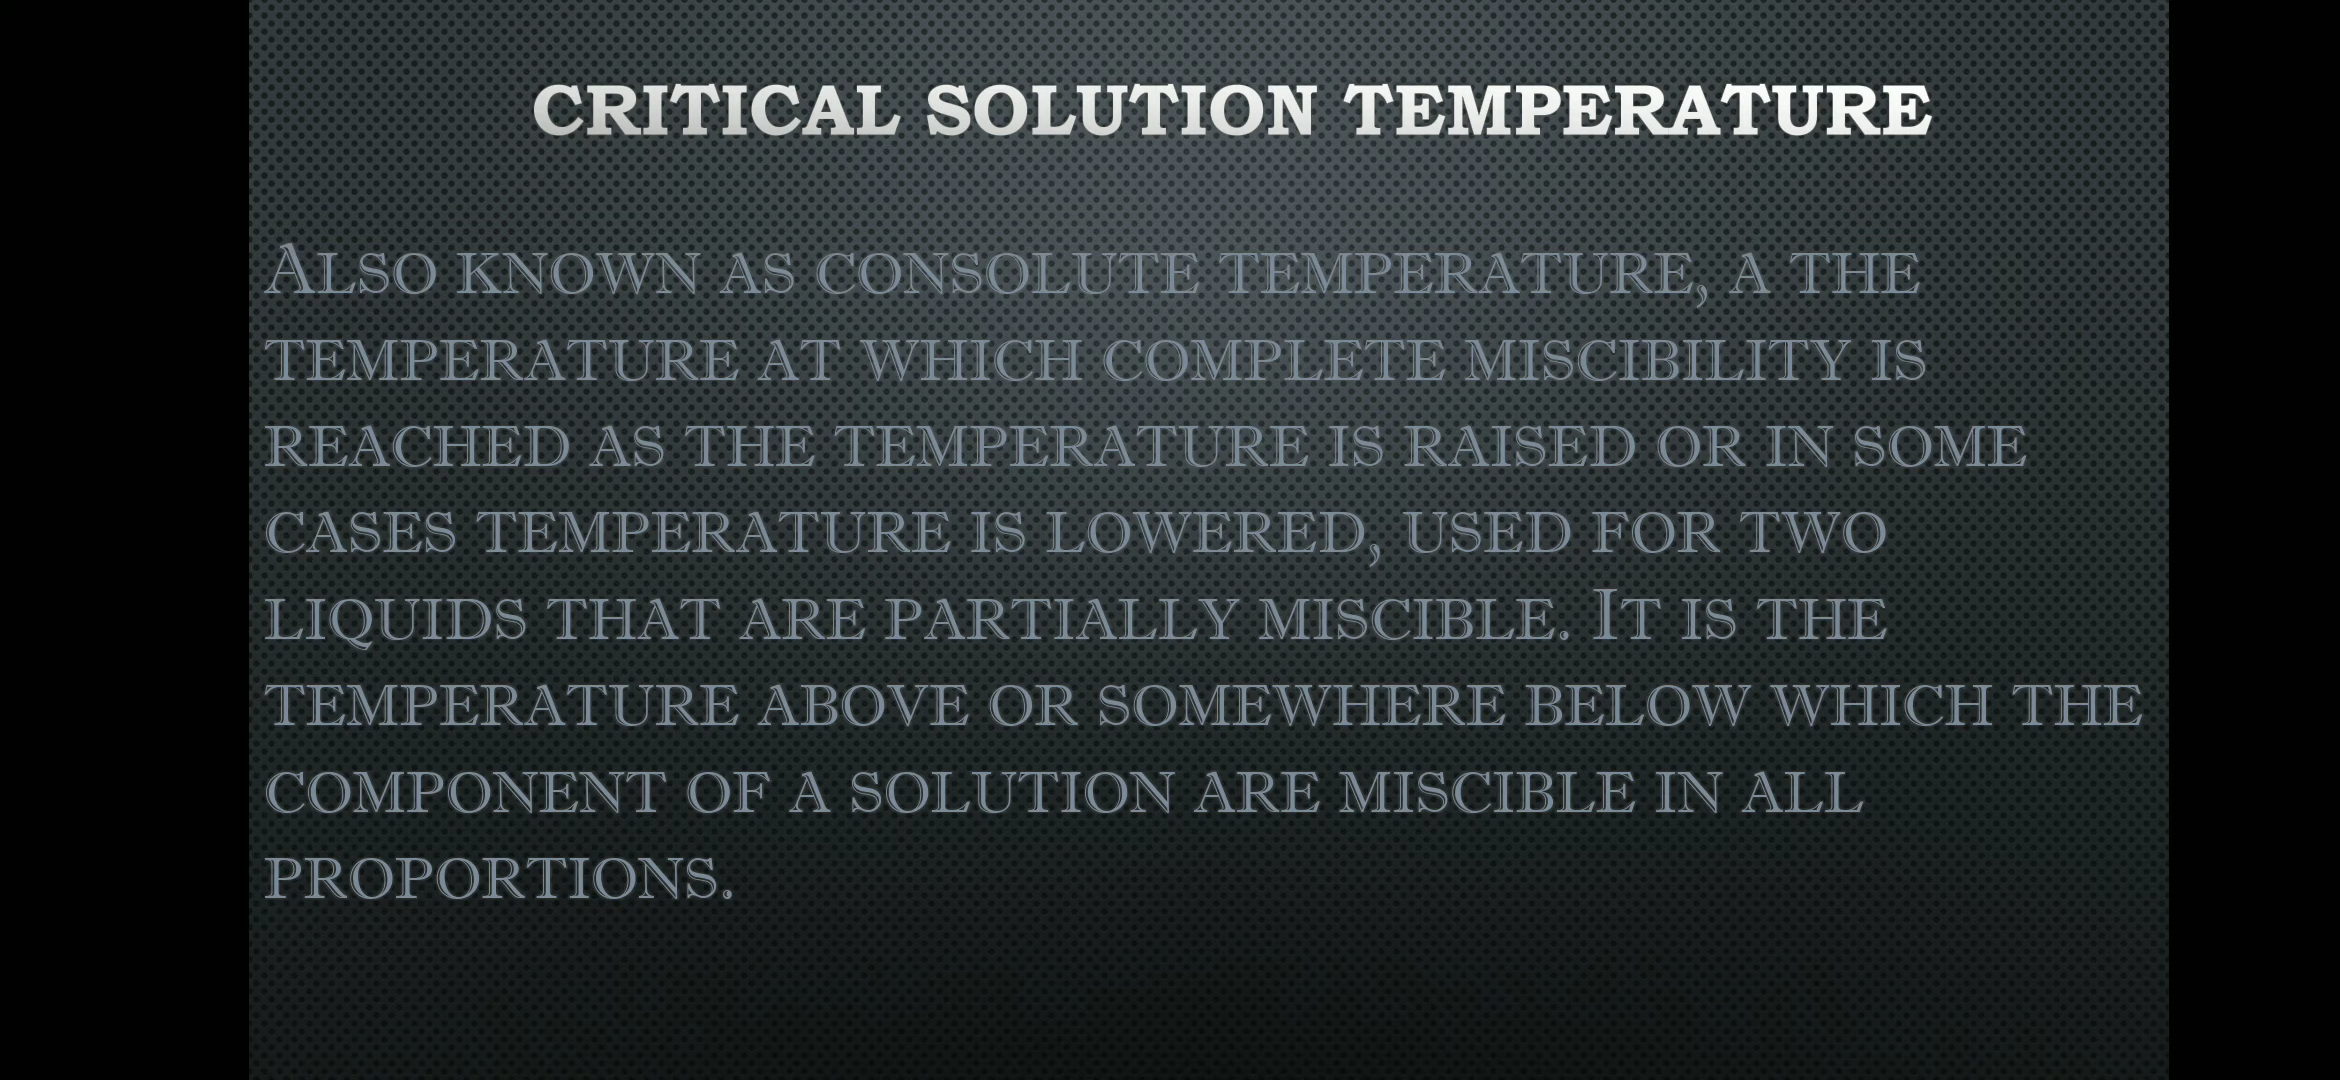 CRITICAL SOLUTION TEMPERATURE
ALSO KNOWN AS CONSOLUTE TEMPERATURE, A THE
TEMPERATURE AT WHICH COMPLETE MISCIBILITY IS
REACHED AS THE TEMPERATURE IS RAISED OR IN SOME
CASES TEMPERATURE IS LOWERED, USED FOR TWO
LIQUIDS THAT ARE PARTIALLY MISCIBLE. IT IS THE
TEMPERATURE ABOVE OR SOMEWHERE BELOW WHICH THE
COMPONENT OF A SOLUTION ARE MISCIBLE IN ALL
PROPORTIONS.